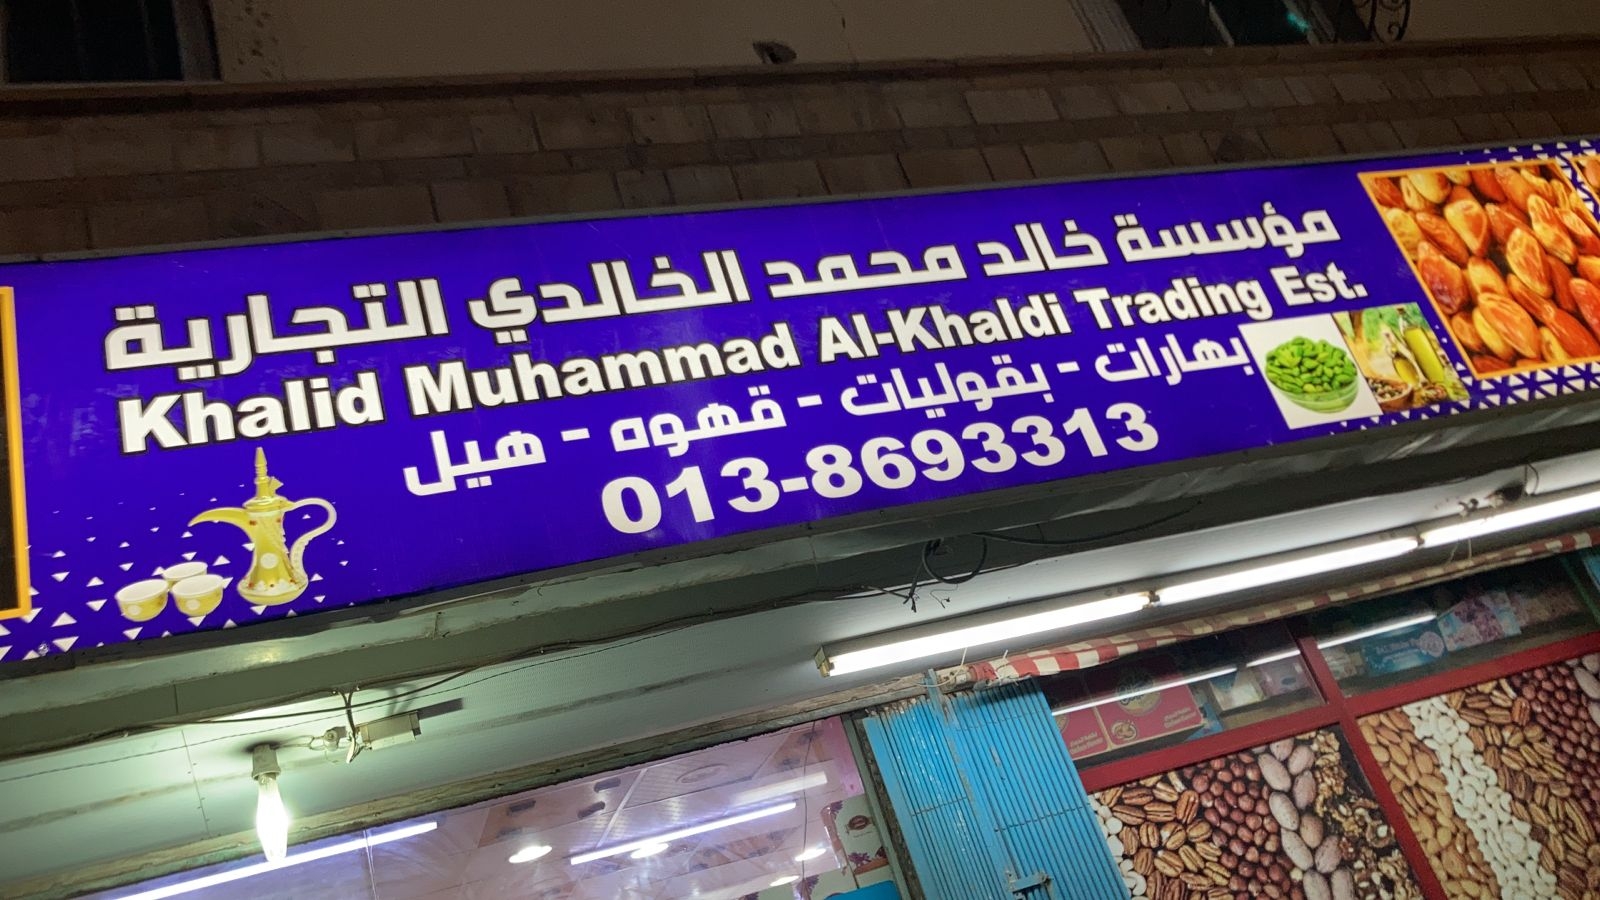 مؤسسة خالد محمد الخالدي التجارية
Khalid Muhammad Al-Khaldi Trading Est.
بهارات - بقوليات - قهوه - هيل
013-8693313